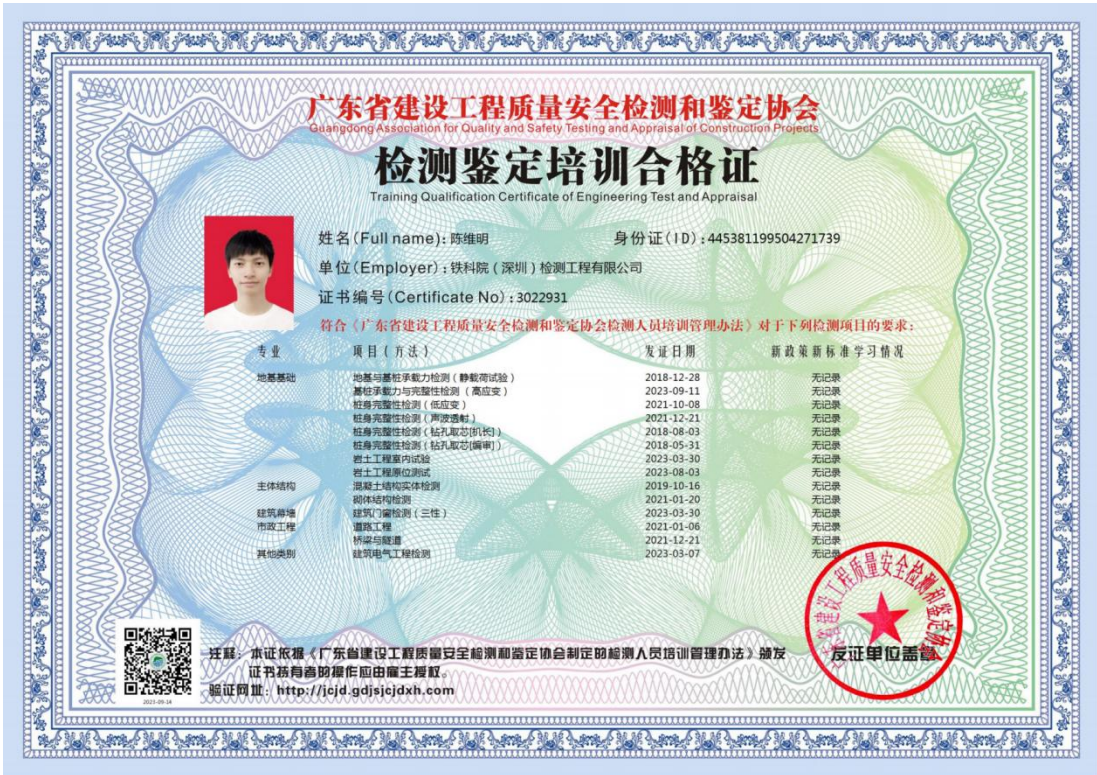 广东省建设工程质量安全检测和鉴定协会
Guangdong Association for Quality and Safety Testing and Appraisal of Construction Projects
检测鉴定培训合格证
Training Qualification Certificate of Engineering Test and Appraisal
姓名(Full name)：陈维明 身份证(ID)：445381199504271739
单位(Employer)：铁科院（深圳）检测工程有限公司
证书编号(Certificate No)：3022931
符合《广东省建设工程质量安全检测和鉴定协会检测人员培训管理办法》对于下列检测项目的要求：
专业 项目(方法) 发证日期 新政策新标准学习情况
地基基础 地基与基桩承载力检测（静载荷试验） 2018-12-28 无记录
基桩承载力与完整性检测 （高应变） 2023-09-11 无记录
桩身完整性检测（低应变） 2021-10-08 无记录
桩身完整性检测（声波透射） 2021-12-21 无记录
桩身完整性检测（钻孔取芯[机长]） 2018-08-03 无记录
桩身完整性检测（钻孔取芯[编审]） 2018-05-31 无记录
岩土工程室内试验 2023-03-30 无记录
岩土工程原位测试 2023-08-03 无记录
主体结构 混凝土结构实体检测 2019-10-16 无记录
砌体结构检测 2021-01-20 无记录
建筑幕墙 建筑门窗检测（三性） 2023-03-30 无记录
市政工程 道路工程 2021-01-06 无记录
桥梁与隧道 2021-12-21 无记录
其他类别 建筑电气工程检测 2023-03-07 无记录
广东省建设工程质量安全检测和鉴定协会
发证单位盖章
注释：本证依据《广东省建设工程质量安全检测和鉴定协会制定的检测人员培训管理办法》颁发
证书持有者的操作应由雇主授权。
验证网址：http://jcjd.gdjsjcjdxh.com
2023-09-14